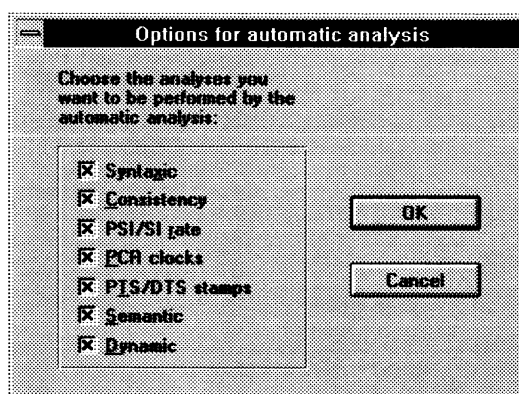 Options for automatic analysis
Choose the analyses you
want to be performed by the
automatic analysis:
Syntaxic
Consistency
PSI/SI rate
PCR clocks
PTS/DTS stamps
Semantic
Dynamic
OK
Cancel